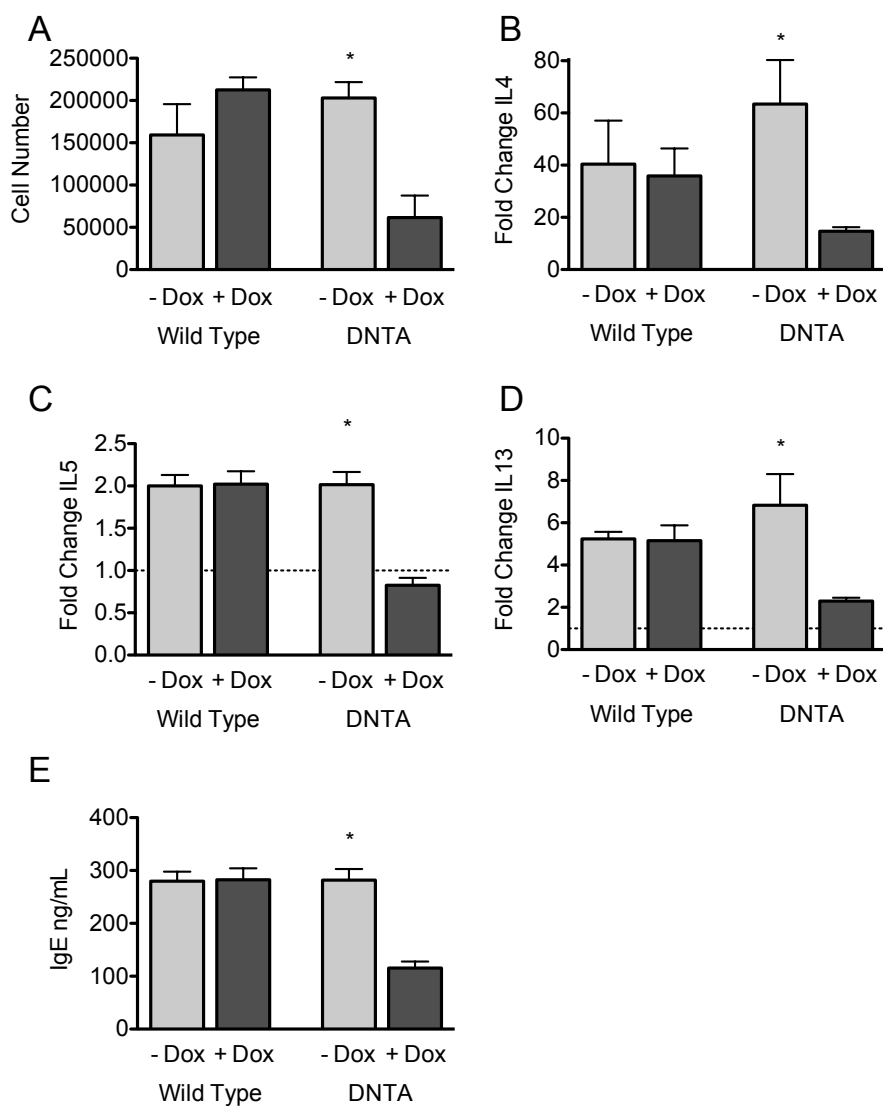 A
Cell Number
250000
200000
150000
100000
50000
0
*
- Dox + Dox - Dox + Dox
Wild Type DNTA
B
Fold Change IL4
80
60
40
20
0
*
- Dox + Dox - Dox + Dox
Wild Type DNTA
C
Fold Change IL5
2.5
2.0
1.5
1.0
0.5
0.0
*
- Dox + Dox - Dox + Dox
Wild Type DNTA
D
Fold Change IL13
10
8
6
4
2
0
*
- Dox + Dox - Dox + Dox
Wild Type DNTA
E
IgE ng/mL
400
300
200
100
0
*
- Dox + Dox - Dox + Dox
Wild Type DNTA